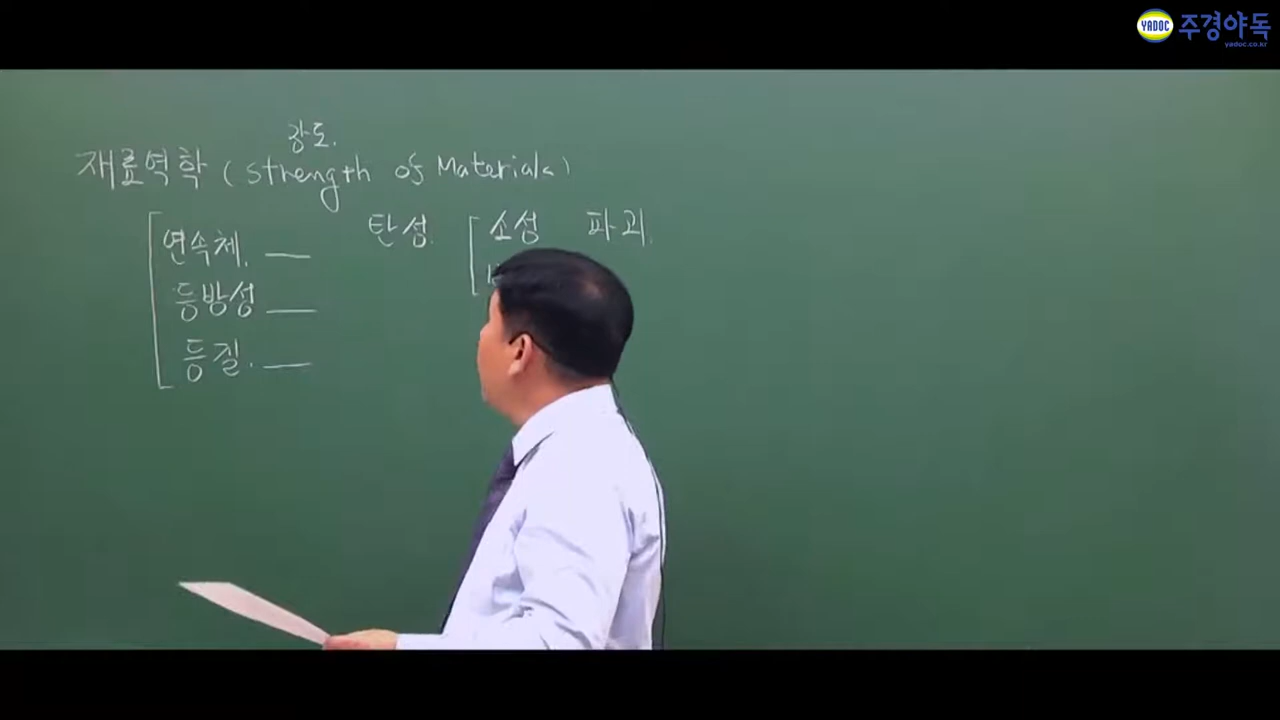 YADOC 주경야독
yadoc.co.kr
강도.
재료역학 (Strength of Materials)
탄성. 소성 파괴.
연속체.
등방성
등질.